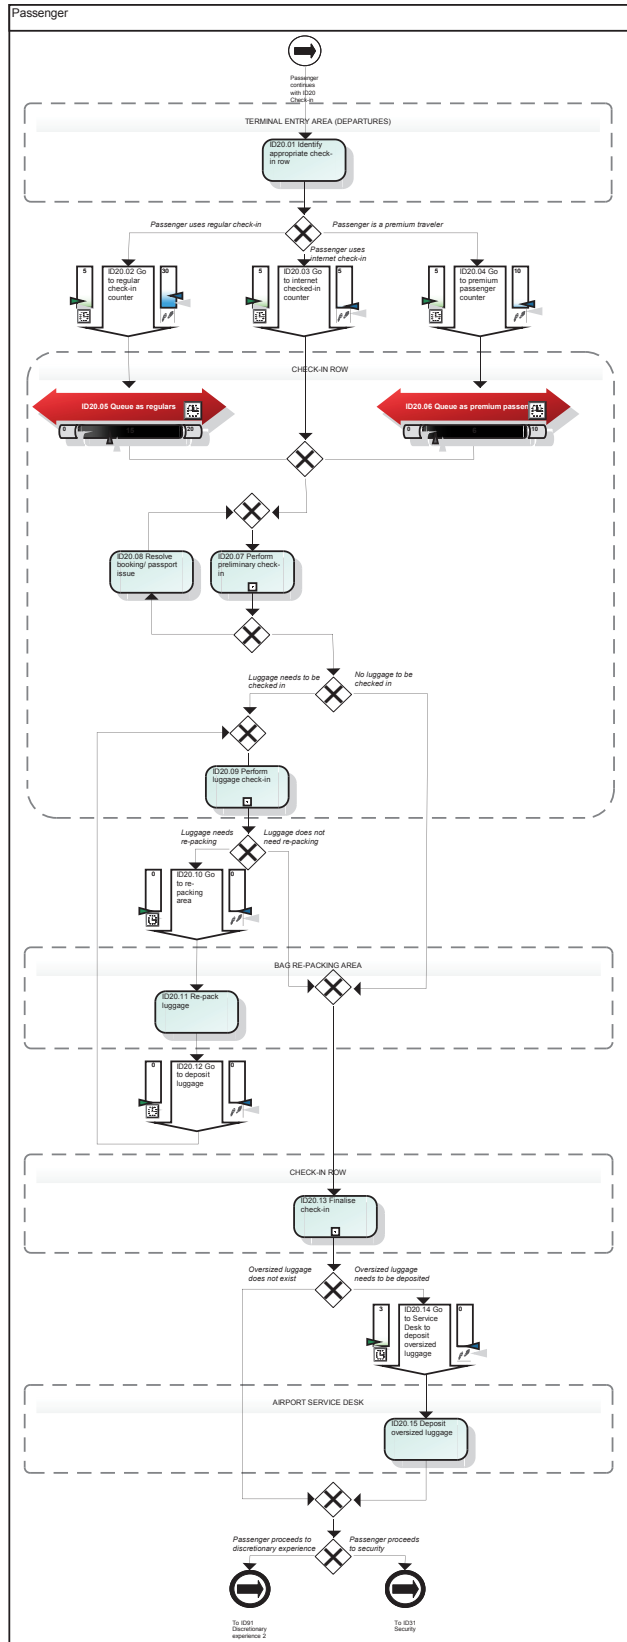 Passenger
Passenger
continues
with ID20
Check-in
TERMINAL ENTRY AREA (DEPARTURES)
ID20.01 Identify
appropriate check-
in row
Passenger uses regular check-in
Passenger is a premium traveler
Passenger uses
internet check-in
5
ID20.02 Go
to regular
check-in
counter
30
5
ID20.03 Go
to internet
checked-in
counter
5
5
ID20.04 Go
to premium
passenger
counter
10
CHECK-IN ROW
ID20.05 Queue as regulars
0
15
20
ID20.06 Queue as premium passen
0
10
ID20.08 Resolve
booking/ passport
issue
ID20.07 Perform
preliminary check-
in
Luggage needs to be
checked in
No luggage to be
checked in
ID20.09 Perform
luggage check-in
Luggage needs
re-packing
Luggage does not
need re-packing
0
ID20.10 Go
to re-
packing
area
0
BAG RE-PACKING AREA
ID20.11 Re-pack
luggage
0
ID20.12 Go
to deposit
luggage
0
CHECK-IN ROW
ID20.13 Finalise
check-in
Oversized luggage
does not exist
Oversized luggage
needs to be deposited
3
ID20.14 Go
to Service
Desk to
deposit
oversized
luggage
0
AIRPORT SERVICE DESK
ID20.15 Deposit
oversized luggage
Passenger proceeds to
discretionary experience
Passenger proceeds
to security
To ID91
Discretionary
experience 2
To ID31
Security